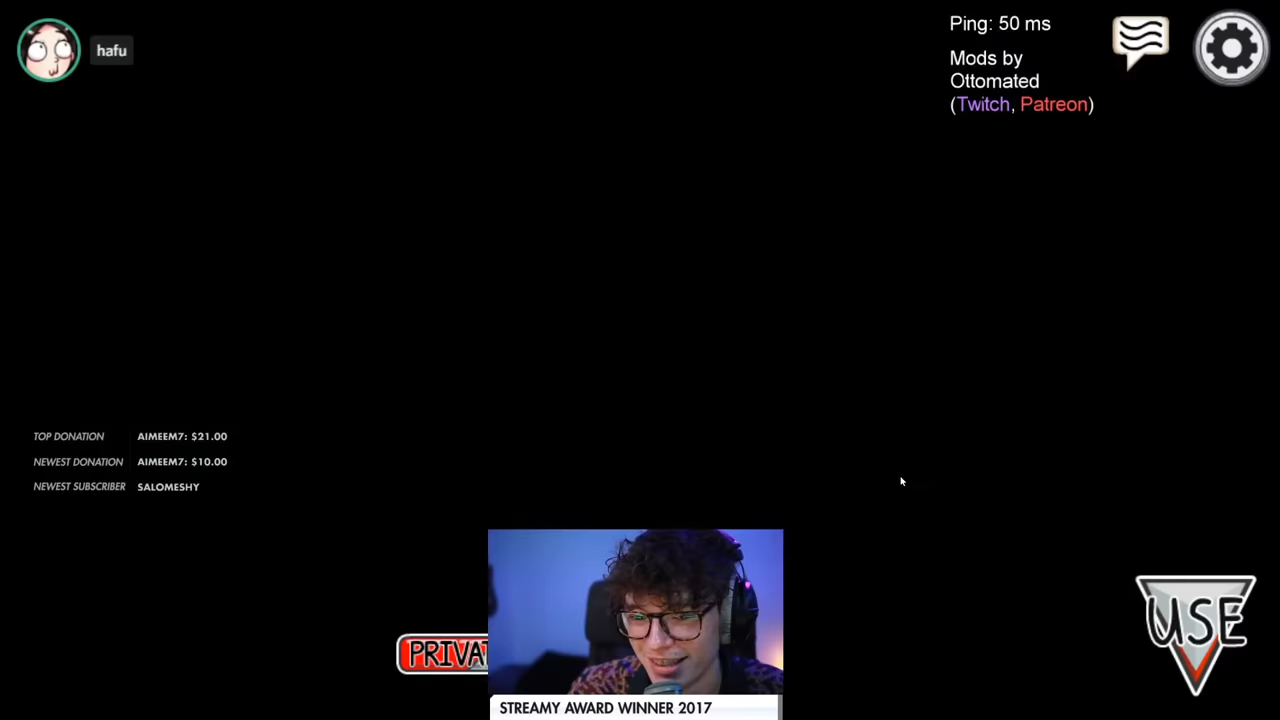 hafu
Ping: 50 ms
Mods by
Ottomated
(Twitch, Patreon)
TOP DONATION AIMEEM7: $21.00
NEWEST DONATION AIMEEM7: $10.00
NEWEST SUBSCRIBER SALOMESHY
PRIVA
USE
STREAMY AWARD WINNER 2017